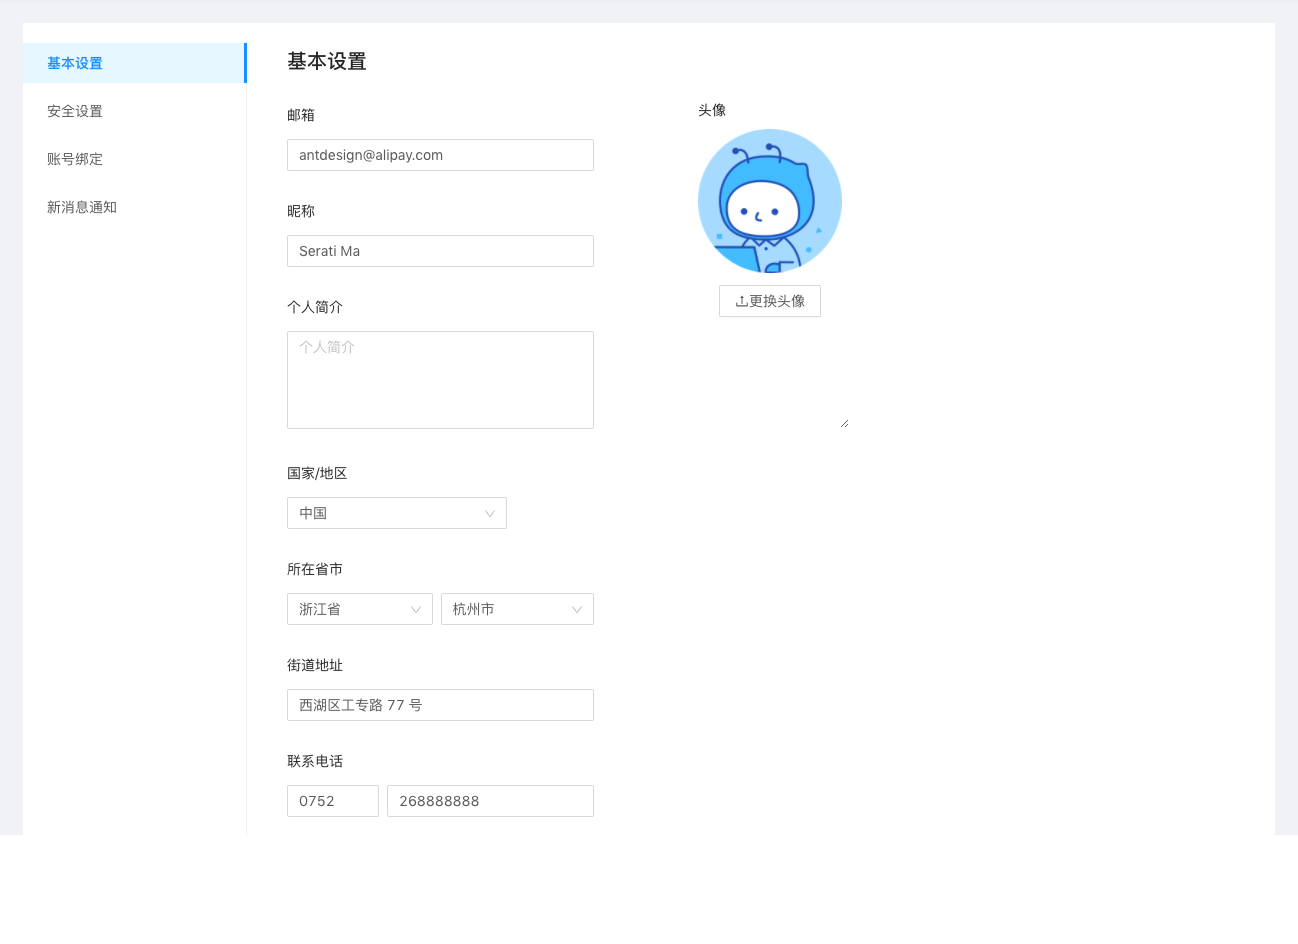 基本设置
安全设置
账号绑定
新消息通知
基本设置
邮箱
antdesign@alipay.com
昵称
Serati Ma
个人简介
个人简介
国家/地区
中国
所在省市
浙江省 杭州市
街道地址
西湖区工专路 77 号
联系电话
0752 268888888
头像
更换头像